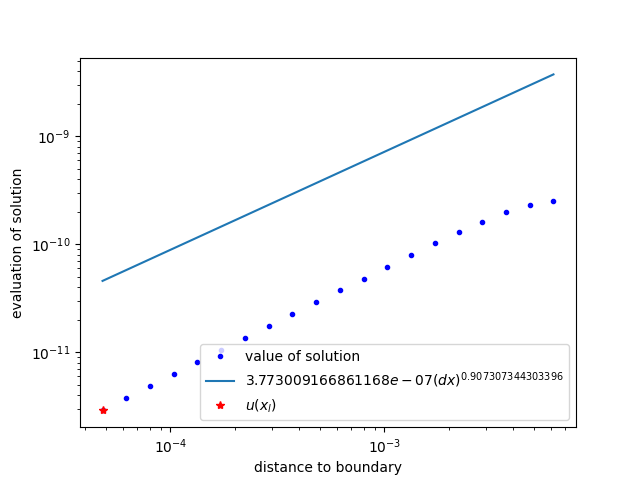 10⁻⁹
10⁻¹⁰
10⁻¹¹
evaluation of solution
value of solution
3.773009166861168e − 07(dx)^0.907307344303396
u(x_l)
10⁻⁴
10⁻³
distance to boundary